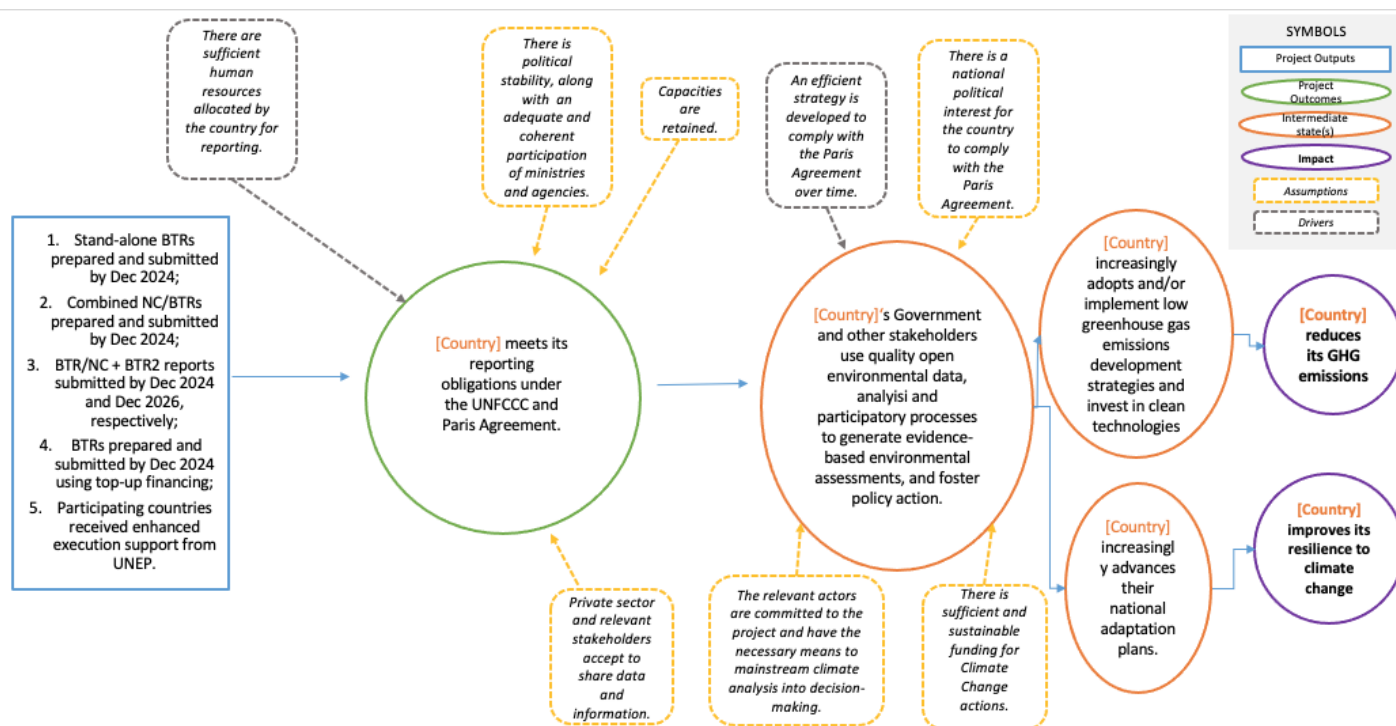 There are
sufficient
human
resources
allocated by
the country for
reporting.
There is
political
stability, along
with an
adequate and
coherent
participation
of ministries
and agencies.
Capacities
are
retained.
An efficient
strategy is
developed to
comply with
the Paris
Agreement
over time.
There is a
national
political
interest for
the country
to comply
with the
Paris
Agreement.
SYMBOLS
Project Outputs
Project
Outcomes
Intermediate
state(s)
Impact
Assumptions
Drivers
1. Stand-alone BTRs
prepared and submitted
by Dec 2024;
2. Combined NC/BTRs
prepared and submitted
by Dec 2024;
3. BTR/NC + BTR2 reports
submitted by Dec 2024
and Dec 2026,
respectively;
4. BTRs prepared and
submitted by Dec 2024
using top-up financing;
5. Participating countries
received enhanced
execution support from
UNEP.
[Country] meets its
reporting
obligations under
the UNFCCC and
Paris Agreement.
[Country]'s Government
and other stakeholders
use quality open
environmental data,
analyisi and
participatory processes
to generate evidence-
based environmental
assessments, and foster
policy action.
[Country]
increasingly
adopts and/or
implement low
greenhouse gas
emissions
development
strategies and
invest in clean
technologies
[Country]
reduces
its GHG
emissions
[Country]
increasingl
y advances
their
national
adaptation
plans.
[Country]
improves its
resilience to
climate
change
Private sector
and relevant
stakeholders
accept to
share data
and
information.
The relevant actors
are committed to the
project and have the
necessary means to
mainstream climate
analysis into decision-
making.
There is
sufficient and
sustainable
funding for
Climate
Change
actions.